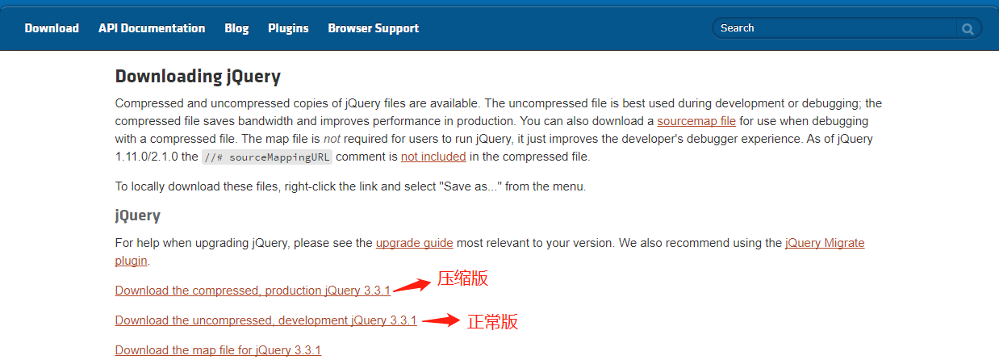 Download API Documentation Blog Plugins Browser Support Search
Downloading jQuery
Compressed and uncompressed copies of jQuery files are available. The uncompressed file is best used during development or debugging; the
compressed file saves bandwidth and improves performance in production. You can also download a sourcemap file for use when debugging
with a compressed file. The map file is not required for users to run jQuery, it just improves the developer's debugger experience. As of jQuery
1.11.0/2.1.0 the //# sourceMappingURL comment is not included in the compressed file.
To locally download these files, right-click the link and select "Save as..." from the menu.
jQuery
For help when upgrading jQuery, please see the upgrade guide most relevant to your version. We also recommend using the jQuery Migrate
plugin.
Download the compressed, production jQuery 3.3.1 压缩版
Download the uncompressed, development jQuery 3.3.1 正常版
Download the map file for jQuery 3.3.1